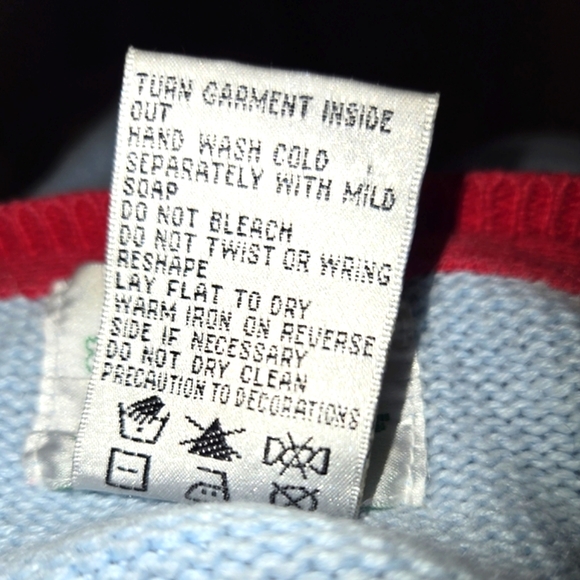 TURN GARMENT INSIDE
OUT
HAND WASH COLD
SEPARATELY WITH MILD
SOAP
DO NOT BLEACH
DO NOT TWIST OR WRING
RESHAPE
LAY FLAT TO DRY
WARM IRON ON REVERSE
SIDE IF NECESSARY
DO NOT DRY CLEAN
PRECAUTION TO DECORATIONS